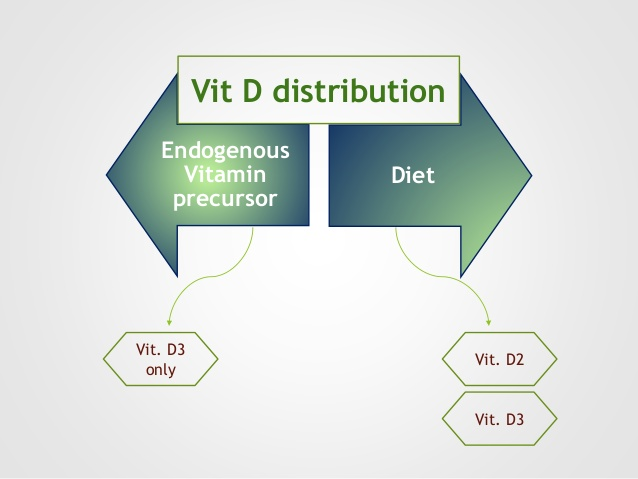 Vit D distribution
Endogenous
Vitamin
precursor
Diet
Vit. D3
only
Vit. D2
Vit. D3